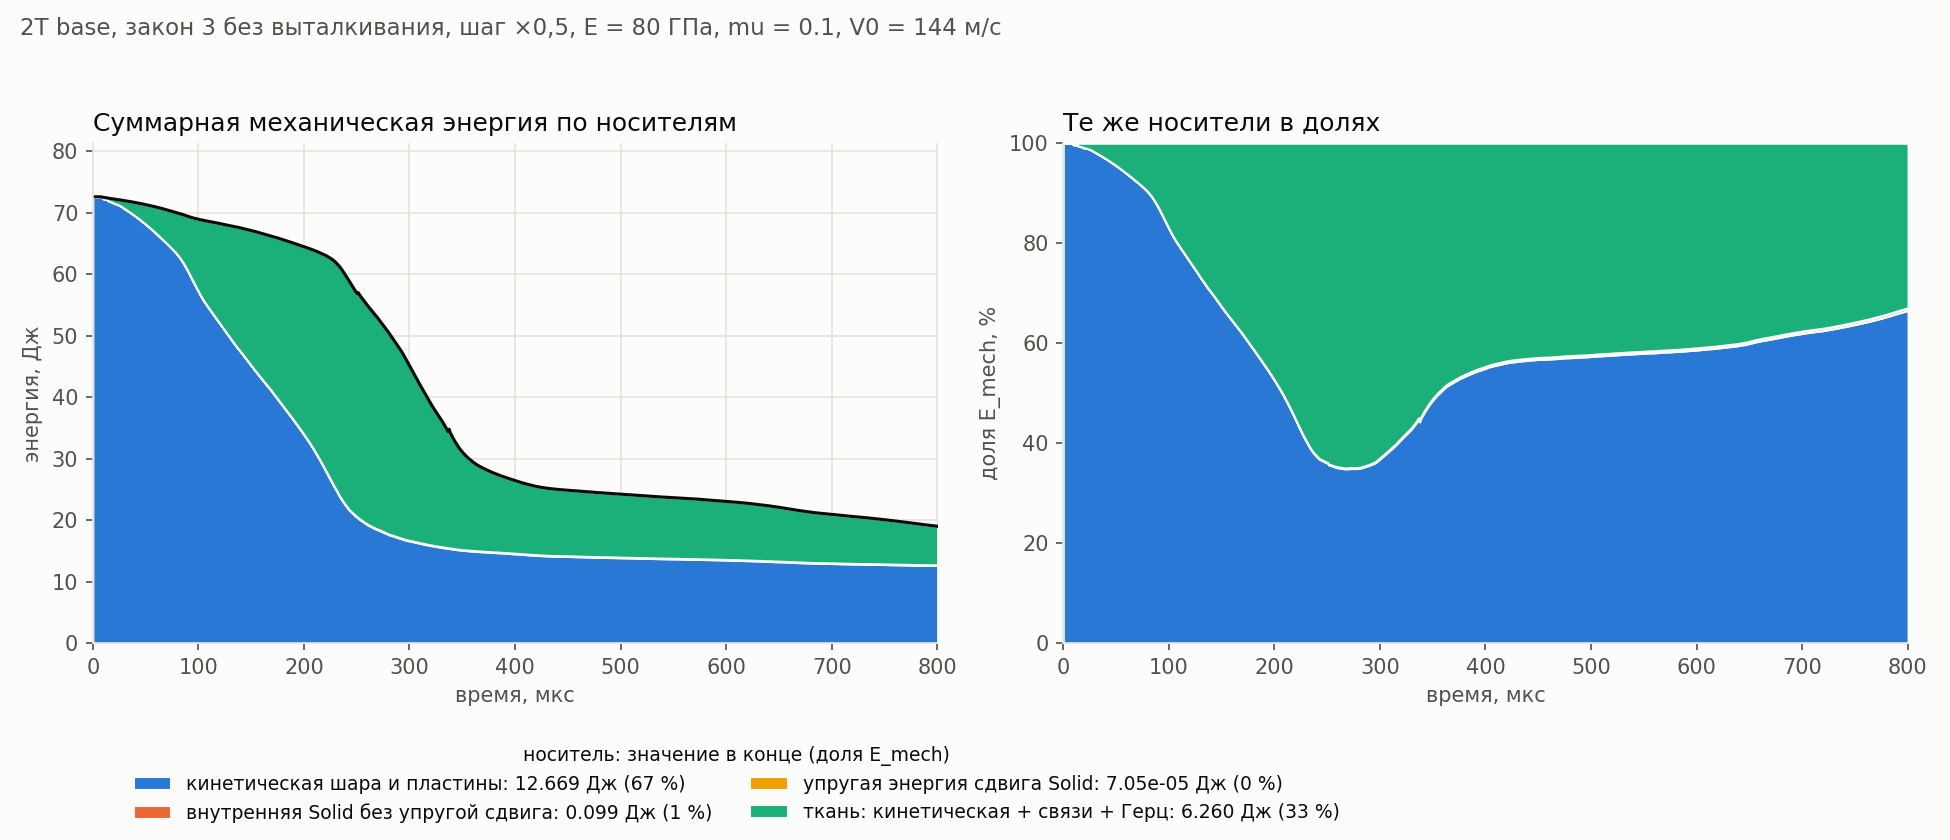 2T base, закон 3 без выталкивания, шаг ×0,5, E = 80 ГПа, mu = 0.1, V0 = 144 м/с
Суммарная механическая энергия по носителям
80
70
60
50
40
30
20
10
0
энергия, Дж
0 100 200 300 400 500 600 700 800
время, мкс
Те же носители в долях
100
80
60
40
20
0
доля E_mech, %
0 100 200 300 400 500 600 700 800
время, мкс
носитель: значение в конце (доля E_mech)
кинетическая шара и пластины: 12.669 Дж (67 %)
внутренняя Solid без упругой сдвига: 0.099 Дж (1 %)
упругая энергия сдвига Solid: 7.05e-05 Дж (0 %)
ткань: кинетическая + связи + Герц: 6.260 Дж (33 %)